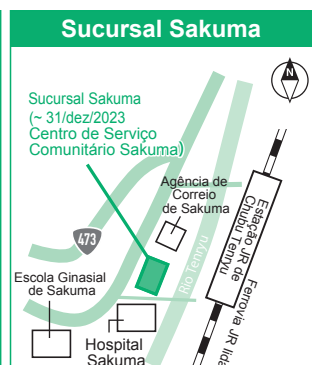 Sucursal Sakuma
N
Sucursal Sakuma
(~ 31/dez/2023
Centro de Serviço
Comunitário Sakuma)
Agência de
Correio
de Sakuma
473
Estação JR de
Chubu Tenryu
Rio Tenryu
Escola Ginasial
de Sakuma
Hospital
Sakuma
Ferrovia JR Iida